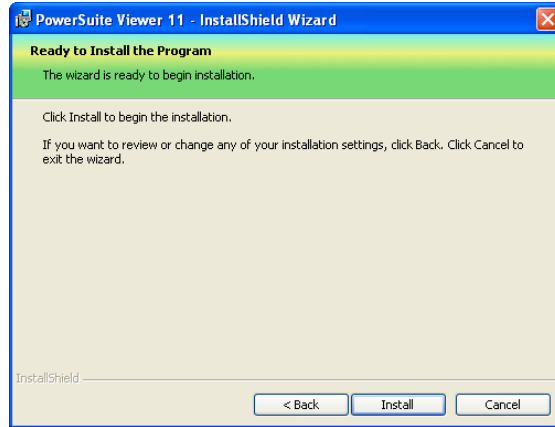 PowerSuite Viewer 11 - InstallShield Wizard
Ready to Install the Program
The wizard is ready to begin installation.
Click Install to begin the installation.
If you want to review or change any of your installation settings, click Back. Click Cancel to
exit the wizard.
InstallShield
< Back Install Cancel